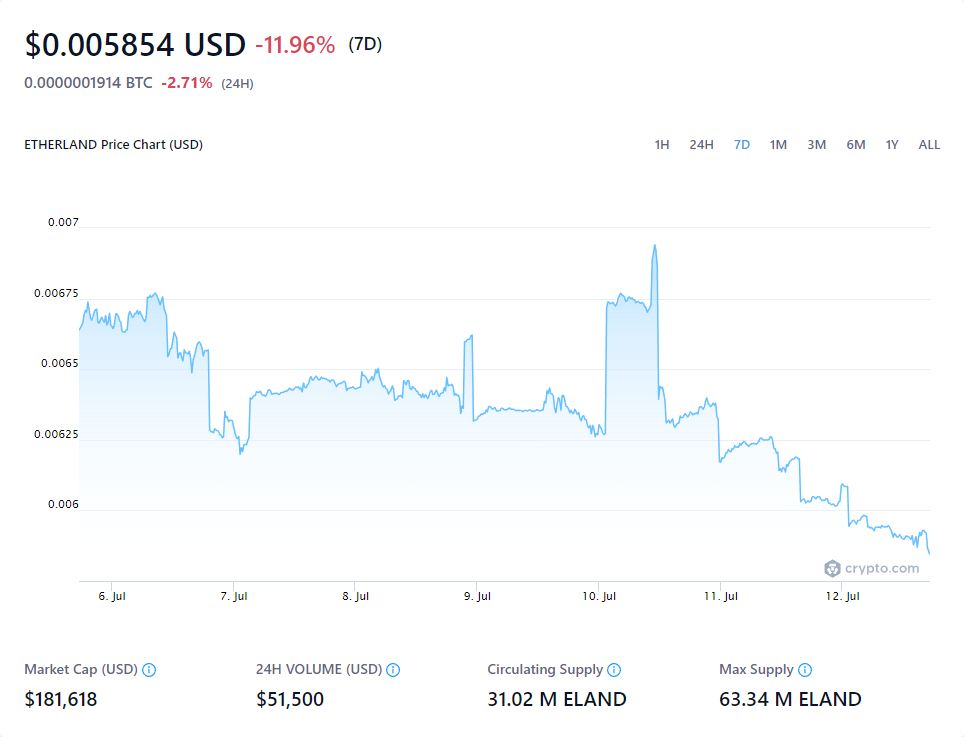 $0.005854 USD -11.96% (7D)
0.0000001914 BTC -2.71% (24H)
ETHERLAND Price Chart (USD) 1H 24H 7D 1M 3M 6M 1Y ALL
0.007
0.00675
0.0065
0.00625
0.006
crypto.com
6. Jul 7. Jul 8. Jul 9. Jul 10. Jul 11. Jul 12. Jul
Market Cap (USD) 24H VOLUME (USD) Circulating Supply Max Supply
$181,618 $51,500 31.02 M ELAND 63.34 M ELAND